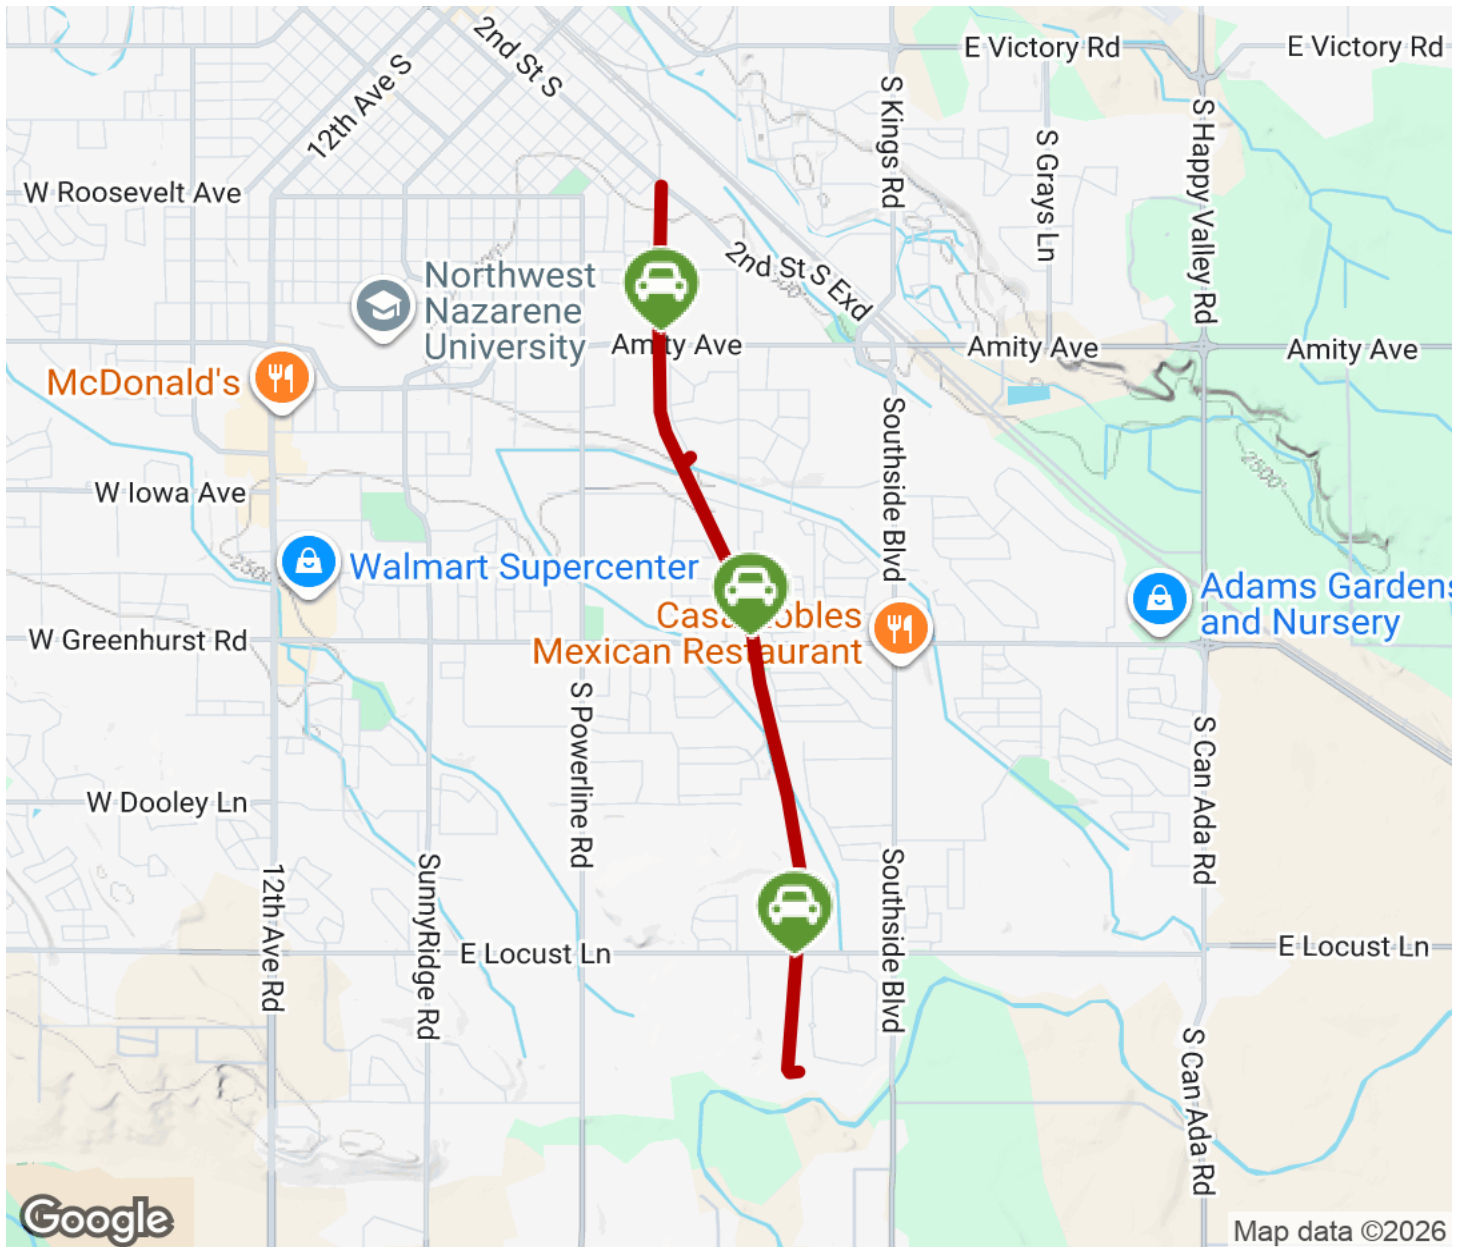 2nd St S
E Victory Rd
E Victory Rd
12th Ave S
S Kings Rd
S Grays Ln
S Happy Valley Rd
W Roosevelt Ave
2nd St S Exd
Northwest
Nazarene
University
Amity Ave
Amity Ave
Amity Ave
McDonald's
Southside Blvd
2500'
W Iowa Ave
2500
Walmart Supercenter
Adams Gardens
and Nursery
Mexican Restaurant
W Greenhurst Rd
S Powerline Rd
S Can Ada Rd
W Dooley Ln
12th Ave Rd
SunnyRidge Rd
Southside Blvd
E Locust Ln
E Locust Ln
S Can Ada Rd
Google
Map data ©2026